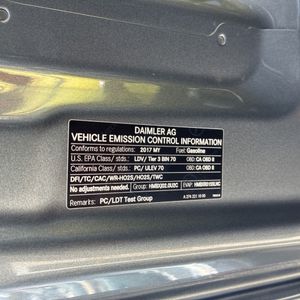 DAIMLER AG
VEHICLE EMISSION CONTROL INFORMATION
Conforms to regulations: 2017 MY Fuel: Gasoline
U.S. EPA Class/ stds.: LDV/ Tier 3 BIN 70 OBD: CA OBD II
California Class/ stds.: PC/ ULEV 70 OBD: CA OBD II
DFI/TC/CAC/WR-HO2S/HO2S/TWC
No adjustments needed. Group: EVAP:
Remarks: PC/LDT Test Group